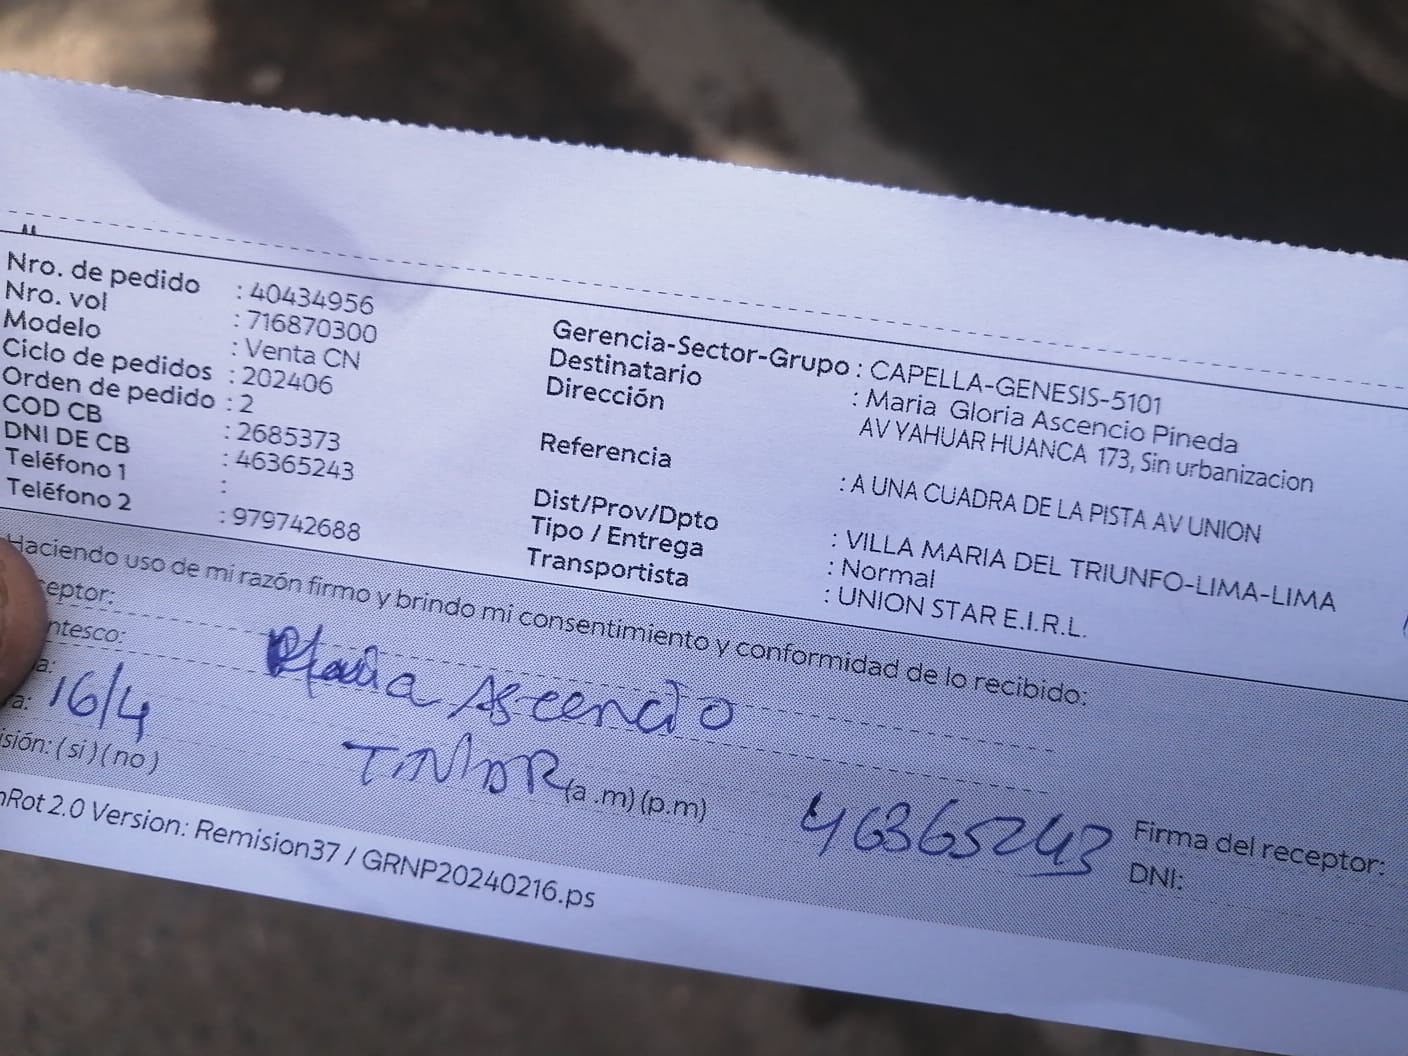 Nro. de pedido : 40434956
Nro. vol : 716870300
Modelo : Venta CN
Ciclo de pedidos : 202406
Orden de pedido : 2
COD CB : 2685373
DNI DE CB : 46365243
Teléfono 1 :
Teléfono 2 : 979742688
Gerencia-Sector-Grupo : CAPELLA-GENESIS-5101
Destinatario : Maria Gloria Ascencio Pineda
Dirección AV YAHUAR HUANCA 173, Sin urbanizacion
Referencia : A UNA CUADRA DE LA PISTA AV UNION
Dist/Prov/Dpto : VILLA MARIA DEL TRIUNFO-LIMA-LIMA
Tipo / Entrega : Normal
Transportista : UNION STAR E.I.R.L.
Haciendo uso de mi razón firmo y brindo mi consentimiento y conformidad de lo recibido:
ceptor: Maria Ascencio
ntesco:
a: 16/4
ra: (a .m) (p.m) 46365243 Firma del receptor:
isión: ( si ) ( no ) DNI:
nRot 2.0 Version: Remision37 / GRNP20240216.ps